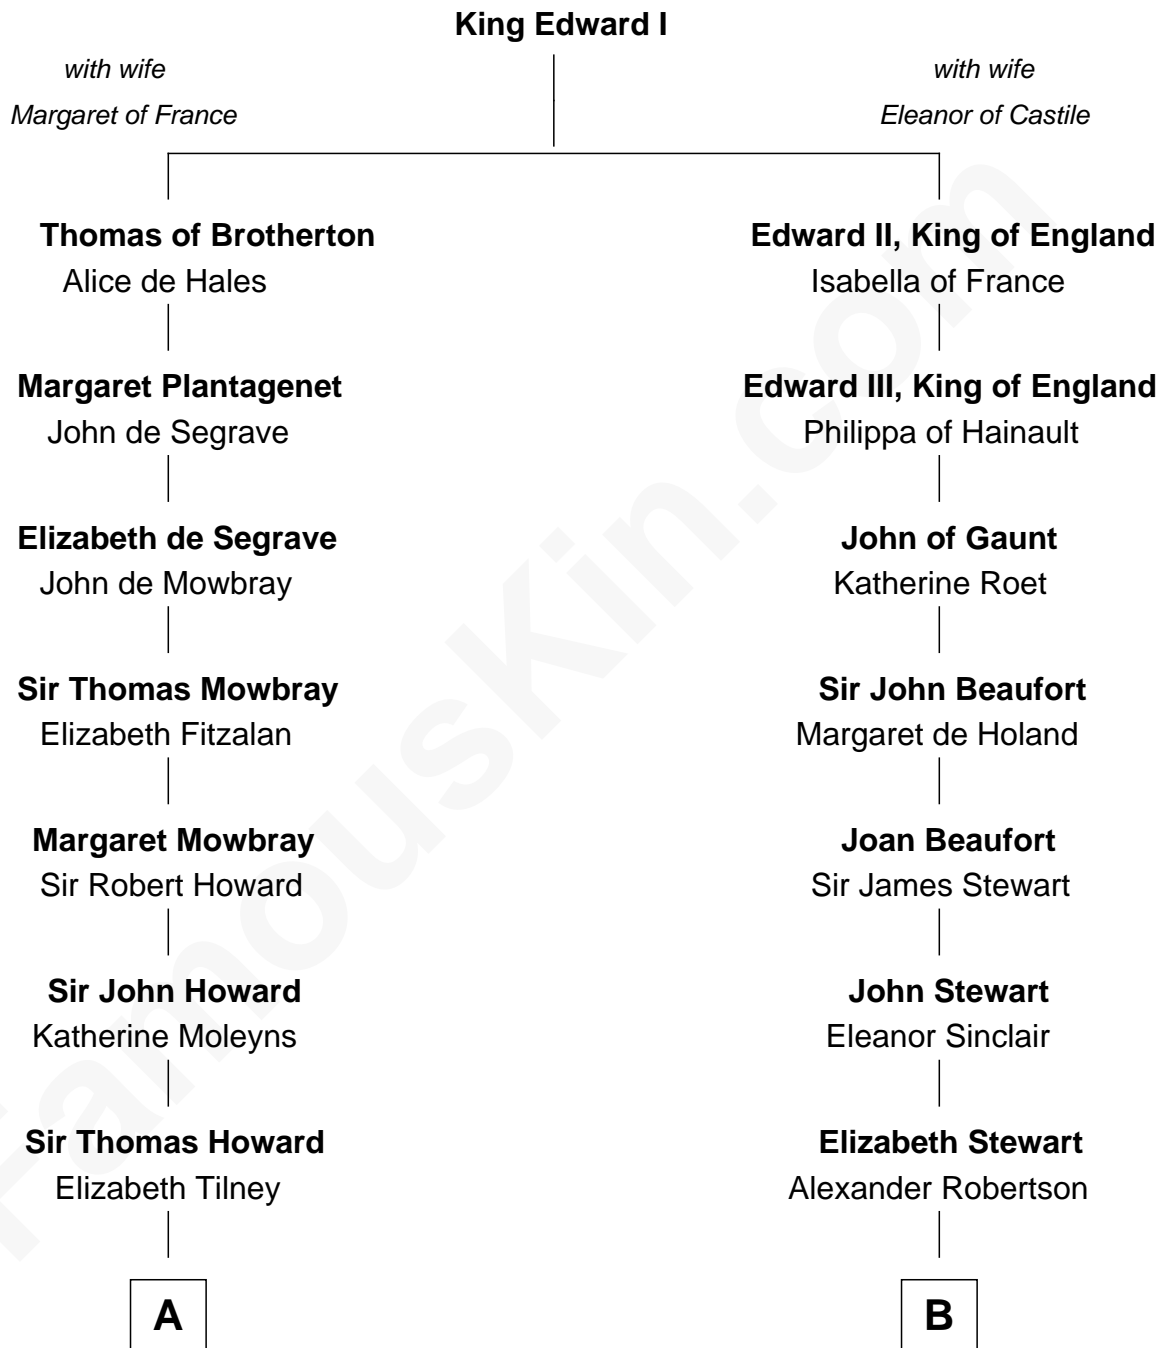 King Edward I
with wife
Margaret of France
with wife
Eleanor of Castile
Thomas of Brotherton
Alice de Hales
Edward II, King of England
Isabella of France
Margaret Plantagenet
John de Segrave
Edward III, King of England
Philippa of Hainault
Elizabeth de Segrave
John de Mowbray
John of Gaunt
Katherine Roet
Sir Thomas Mowbray
Elizabeth Fitzalan
Sir John Beaufort
Margaret de Holand
Margaret Mowbray
Sir Robert Howard
Joan Beaufort
Sir James Stewart
Sir John Howard
Katherine Moleyns
John Stewart
Eleanor Sinclair
Sir Thomas Howard
Elizabeth Tilney
Elizabeth Stewart
Alexander Robertson
A
B
FamousKin.com